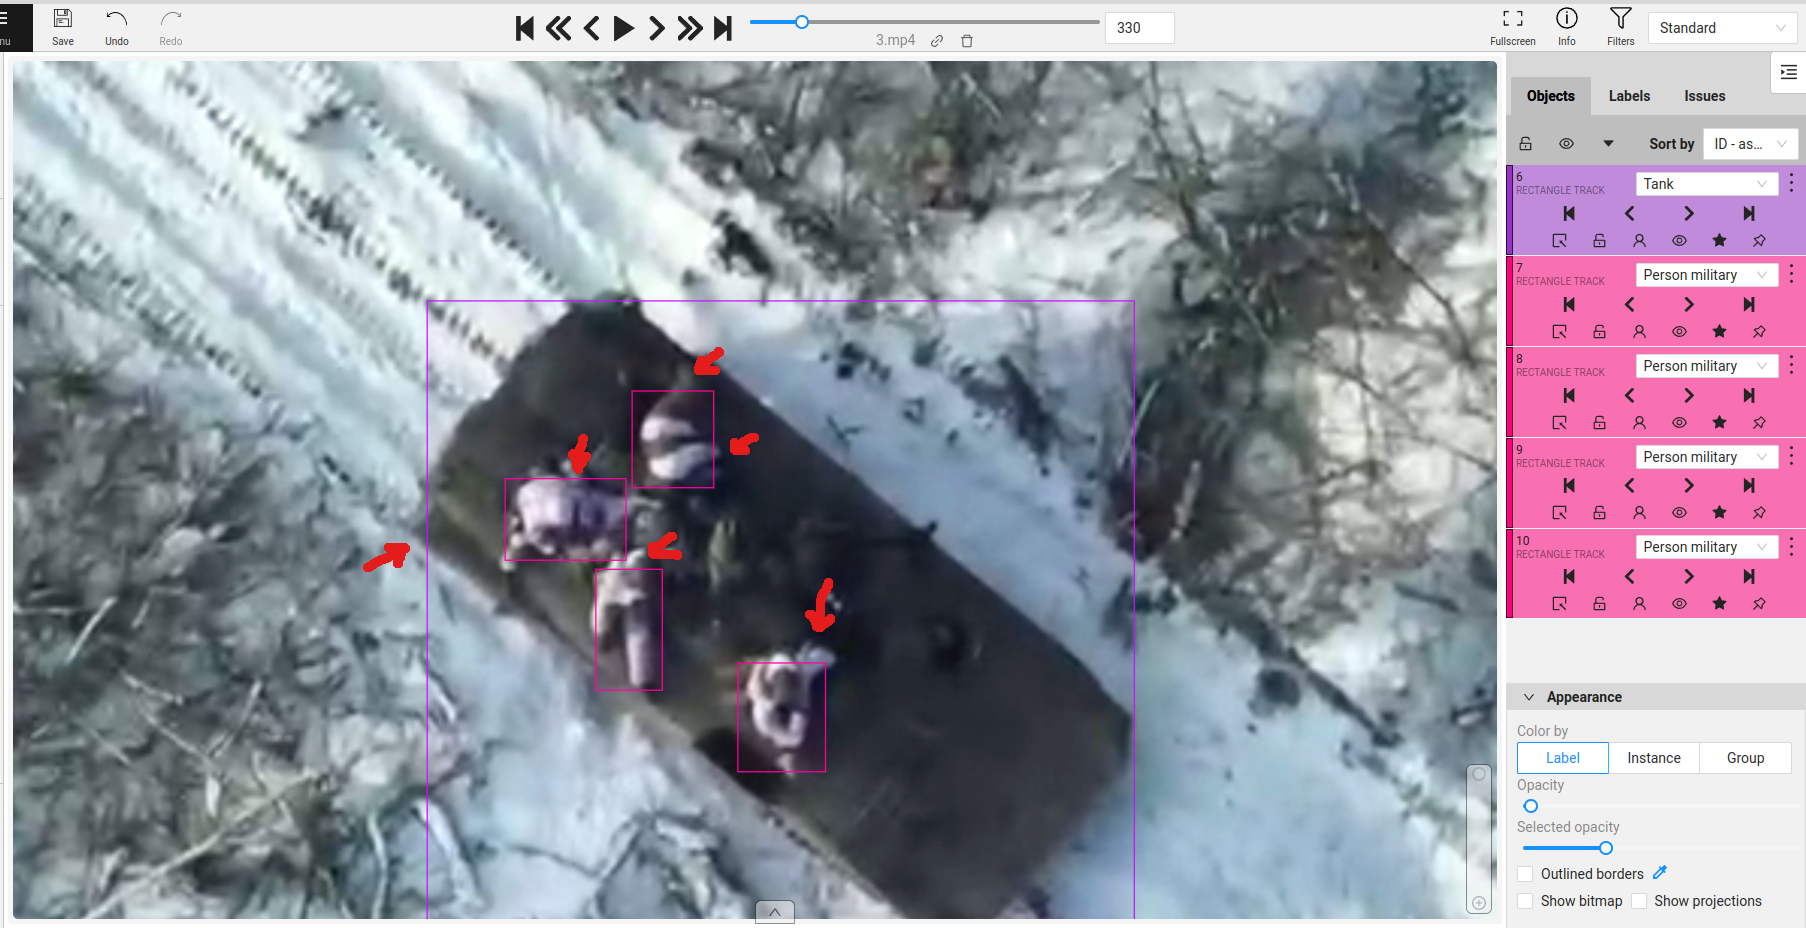 nu
Save
Undo
Redo
3.mp4
330
Fullscreen
Info
Filters
Standard
Objects
Labels
Issues
Sort by
ID - as...
6
RECTANGLE TRACK
Tank
7
RECTANGLE TRACK
Person military
8
RECTANGLE TRACK
Person military
9
RECTANGLE TRACK
Person military
10
RECTANGLE TRACK
Person military
Appearance
Color by
Label
Instance
Group
Opacity
Selected opacity
Outlined borders
Show bitmap
Show projections